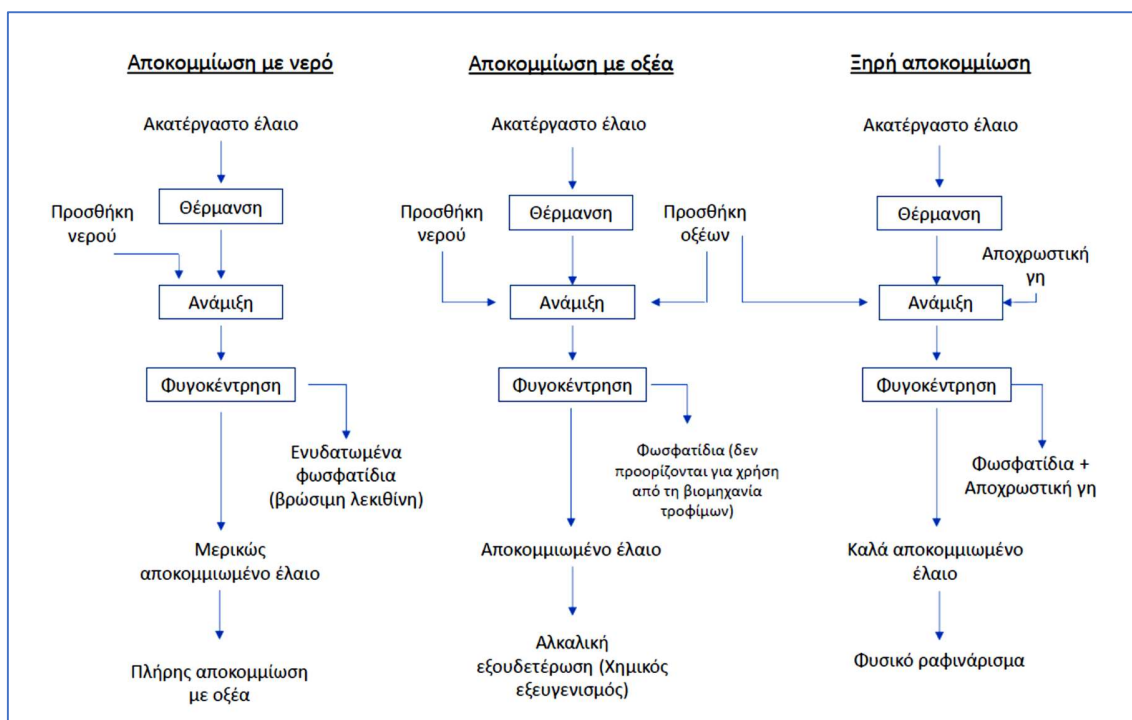 Αποκομμίωση με νερό
Ακατέργαστο έλαιο
Θέρμανση
Προσθήκη
νερού
Ανάμιξη
Φυγοκέντρηση
Ενυδατωμένα
φωσφατίδια
(βρώσιμη λεκιθίνη)
Μερικώς
αποκομμιωμένο έλαιο
Πλήρης αποκομμίωση
με οξέα
Αποκομμίωση με οξέα
Ακατέργαστο έλαιο
Προσθήκη
νερού
Θέρμανση
Προσθήκη
οξέων
Ανάμιξη
Φυγοκέντρηση
Φωσφατίδια (δεν
προορίζονται για χρήση
από τη βιομηχανία
τροφίμων)
Αποκομμιωμένο έλαιο
Αλκαλική
εξουδετέρωση (Χημικός
εξευγενισμός)
Ξηρή αποκομμίωση
Ακατέργαστο έλαιο
Θέρμανση
Αποχρωστική
γη
Ανάμιξη
Φυγοκέντρηση
Φωσφατίδια +
Αποχρωστική γη
Καλά αποκομμιωμένο
έλαιο
Φυσικό ραφινάρισμα